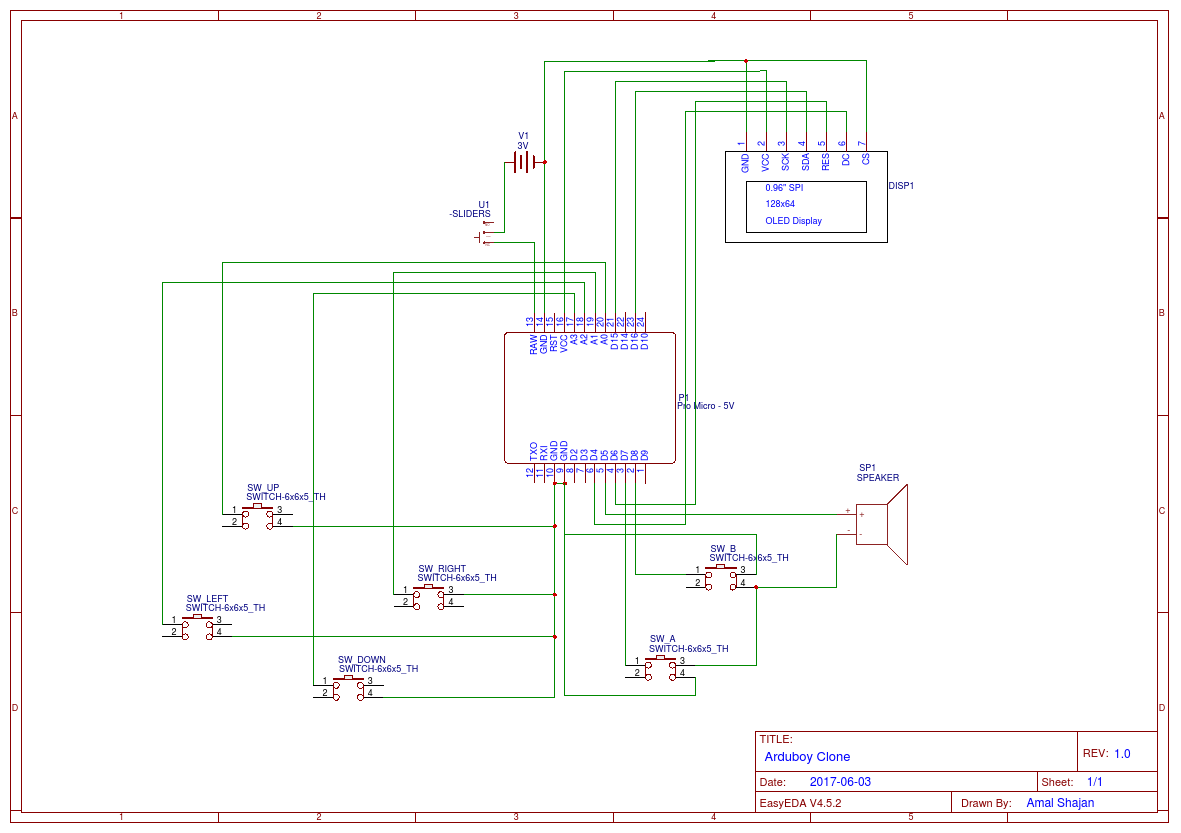 1 2 3 4 5
A A
V1
3V
1 2 3 4 5 6 7
GND VCC SCK SDA RES DC CS
0.96" SPI
128x64
OLED Display
DISP1
U1
-SLIDERS
B B
13 14 15 16 17 18 19 20 21 22 23 24
RAW GND RST VCC A3 A2 A1 A0 D15 D14 D16 D10
P1
Pro Micro - 5V
TXO RXI GND GND D2 D3 D4 D5 D6 D7 D8 D9
12 11 10 9 8 7 6 5 4 3 2 1
SP1
SPEAKER
+ +
- -
C C
SW_UP
SWITCH-6x6x5_TH
1 3
2 4
SW_B
SWITCH-6x6x5_TH
1 3
2 4
SW_RIGHT
SWITCH-6x6x5_TH
1 3
2 4
SW_LEFT
SWITCH-6x6x5_TH
1 3
2 4
SW_A
SWITCH-6x6x5_TH
1 3
2 4
SW_DOWN
SWITCH-6x6x5_TH
1 3
2 4
D D
TITLE:
Arduboy Clone
REV: 1.0
Date: 2017-06-03
Sheet: 1/1
EasyEDA V4.5.2
Drawn By: Amal Shajan
1 2 3 4 5